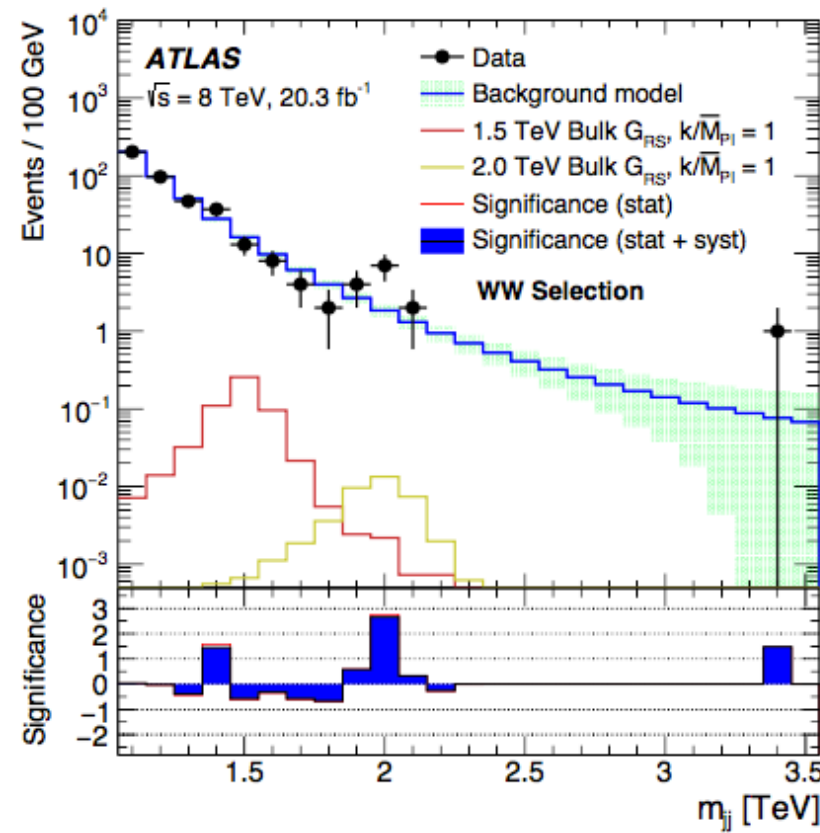 ATLAS
√s = 8 TeV, 20.3 fb⁻¹
Data
Background model
1.5 TeV Bulk G_RS, k/M̅_Pl = 1
2.0 TeV Bulk G_RS, k/M̅_Pl = 1
Significance (stat)
Significance (stat + syst)
WW Selection
Events / 100 GeV
10⁴
10³
10²
10
1
10⁻¹
10⁻²
10⁻³
Significance
3
2
1
0
−1
−2
1.5 2 2.5 3 3.5
m_jj [TeV]